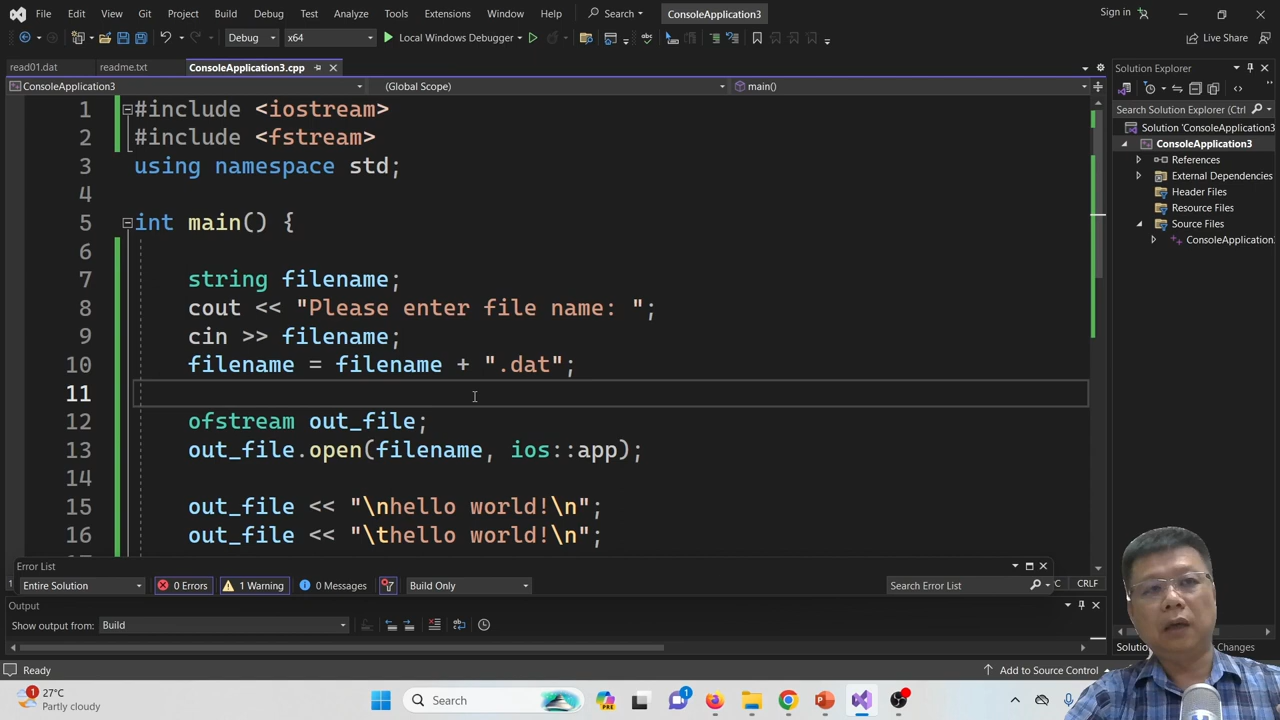 File Edit View Git Project Build Debug Test Analyze Tools Extensions Window Help Search ConsoleApplication3 Sign in
Debug x64 Local Windows Debugger Live Share
read01.dat readme.txt ConsoleApplication3.cpp
ConsoleApplication3 (Global Scope) main()
1 #include <iostream>
2 #include <fstream>
3 using namespace std;
4
5 int main() {
6
7 string filename;
8 cout << "Please enter file name: ";
9 cin >> filename;
10 filename = filename + ".dat";
11
12 ofstream out_file;
13 out_file.open(filename, ios::app);
14
15 out_file << "\nhello world!\n";
16 out_file << "\thello world!\n";
Solution Explorer
Search Solution Explorer (Ctrl
Solution 'ConsoleApplication3
ConsoleApplication3
References
External Dependencies
Header Files
Resource Files
Source Files
ConsoleApplication.
Error List
Entire Solution 0 Errors 1 Warning 0 Messages Build Only Search Error List
CRLF
Output
Show output from: Build
Solution Changes
Ready Add to Source Control
1 27°C
Partly cloudy
Search
PRE
1